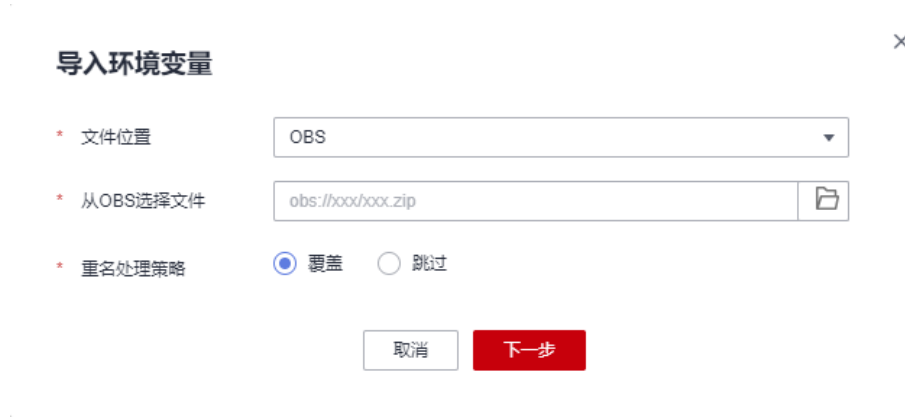 导入环境变量
* 文件位置 OBS
* 从OBS选择文件 obs://xxx/xxx.zip
* 重名处理策略 覆盖 跳过
取消 下一步